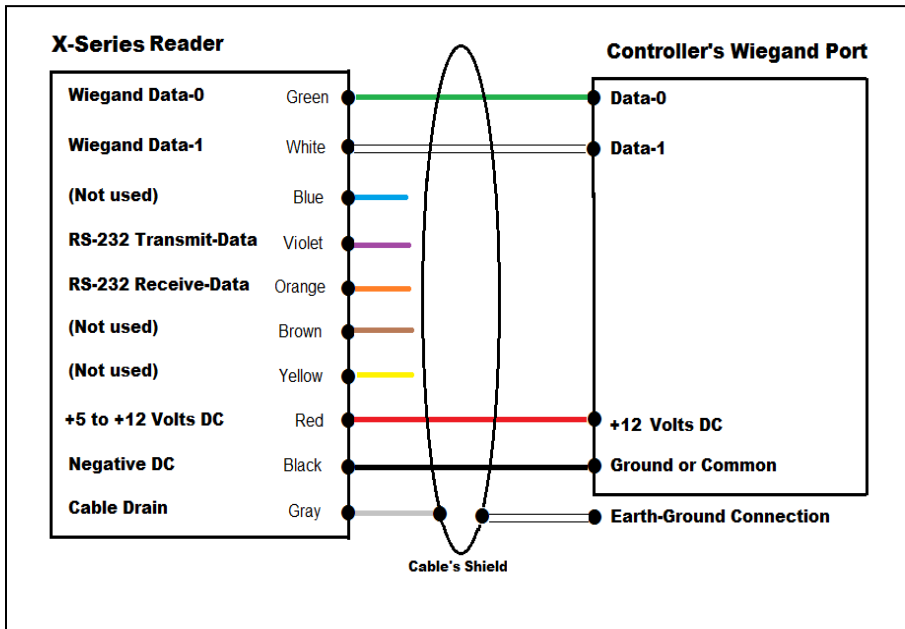 X-Series Reader
Controller's Wiegand Port
Wiegand Data-0 Green Data-0
Wiegand Data-1 White Data-1
(Not used) Blue
RS-232 Transmit-Data Violet
RS-232 Receive-Data Orange
(Not used) Brown
(Not used) Yellow
+5 to +12 Volts DC Red +12 Volts DC
Negative DC Black Ground or Common
Cable Drain Gray Earth-Ground Connection
Cable's Shield